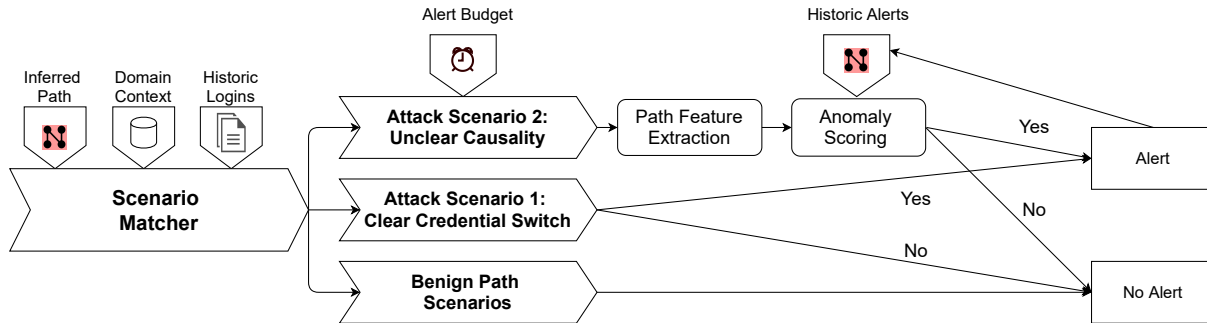 Alert Budget
Historic Alerts
Inferred
Path
Domain
Context
Historic
Logins
Attack Scenario 2:
Unclear Causality
Path Feature
Extraction
Anomaly
Scoring
Yes
Alert
Scenario
Matcher
Attack Scenario 1:
Clear Credential Switch
Yes
No
No
Benign Path
Scenarios
No Alert